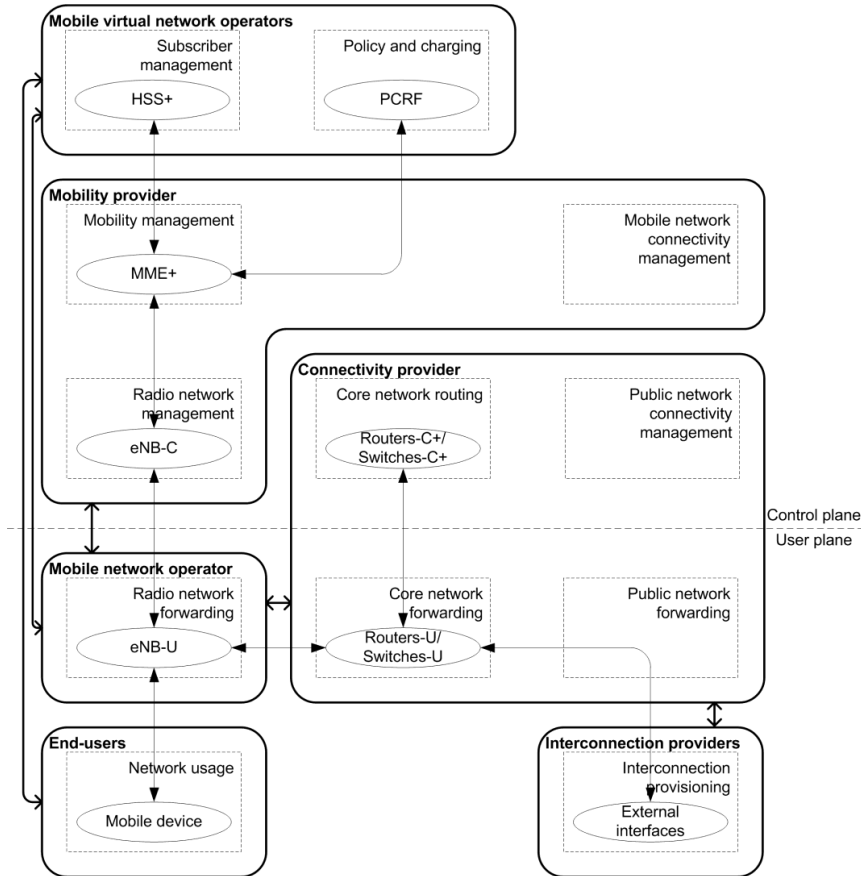 Mobile virtual network operators
Subscriber
management
HSS+
Policy and charging
PCRF
Mobility provider
Mobility management
MME+
Mobile network
connectivity
management
Radio network
management
eNB-C
Connectivity provider
Core network routing
Routers-C+/
Switches-C+
Public network
connectivity
management
Control plane
User plane
Mobile network operator
Radio network
forwarding
eNB-U
Core network
forwarding
Routers-U/
Switches-U
Public network
forwarding
End-users
Network usage
Mobile device
Interconnection providers
Interconnection
provisioning
External
interfaces